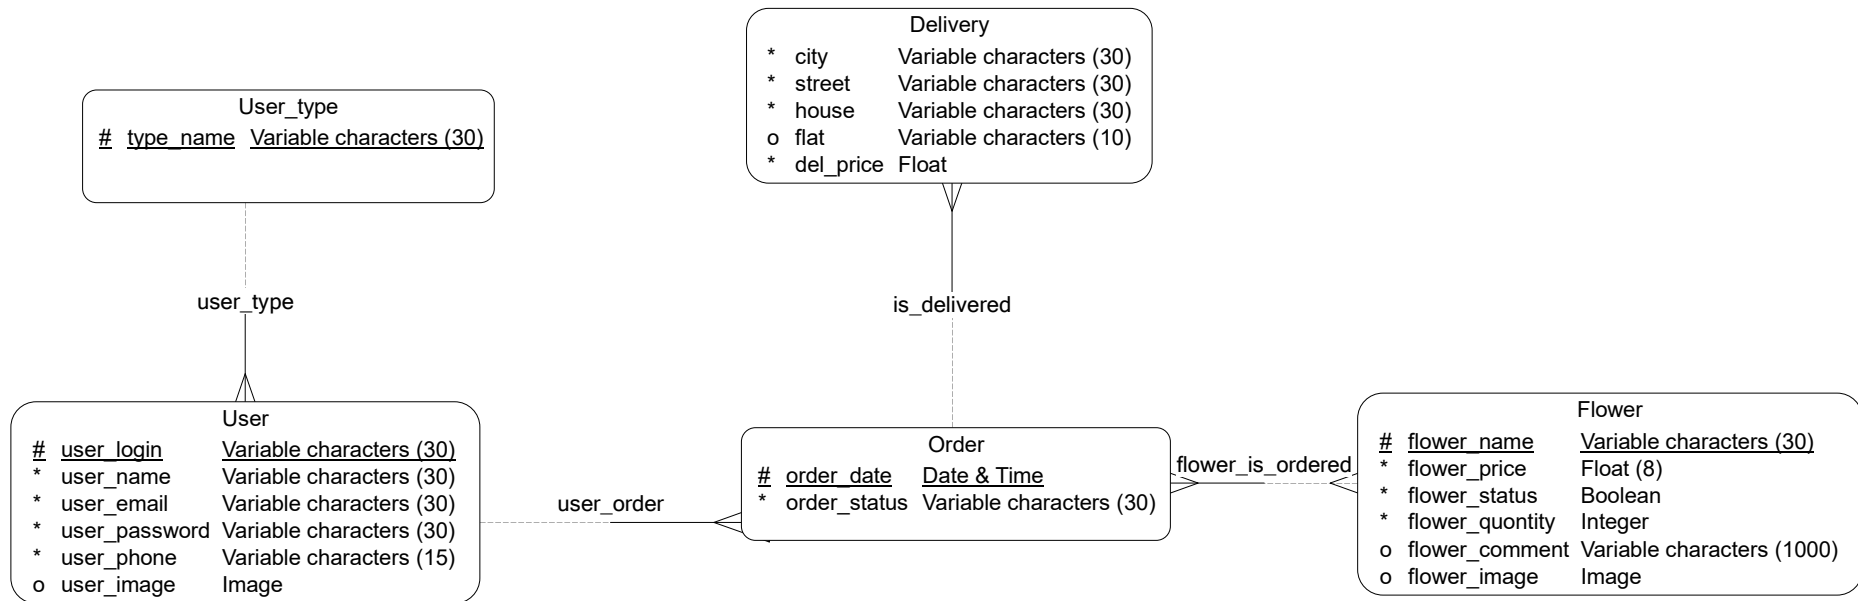 Delivery
* city Variable characters (30)
* street Variable characters (30)
* house Variable characters (30)
o flat Variable characters (10)
* del_price Float
User_type
# type_name Variable characters (30)
user_type
is_delivered
User
# user_login Variable characters (30)
* user_name Variable characters (30)
* user_email Variable characters (30)
* user_password Variable characters (30)
* user_phone Variable characters (15)
o user_image Image
user_order
Order
# order_date Date & Time
* order_status Variable characters (30)
flower_is_ordered
Flower
# flower_name Variable characters (30)
* flower_price Float (8)
* flower_status Boolean
* flower_quontity Integer
o flower_comment Variable characters (1000)
o flower_image Image